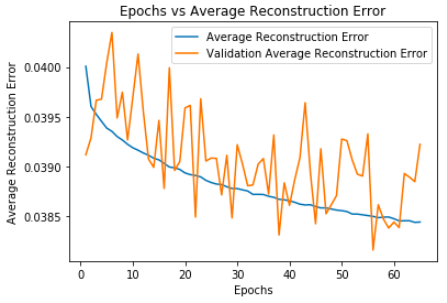 Epochs vs Average Reconstruction Error
Average Reconstruction Error
Validation Average Reconstruction Error
Average Reconstruction Error
0.0400
0.0395
0.0390
0.0385
0 10 20 30 40 50 60
Epochs